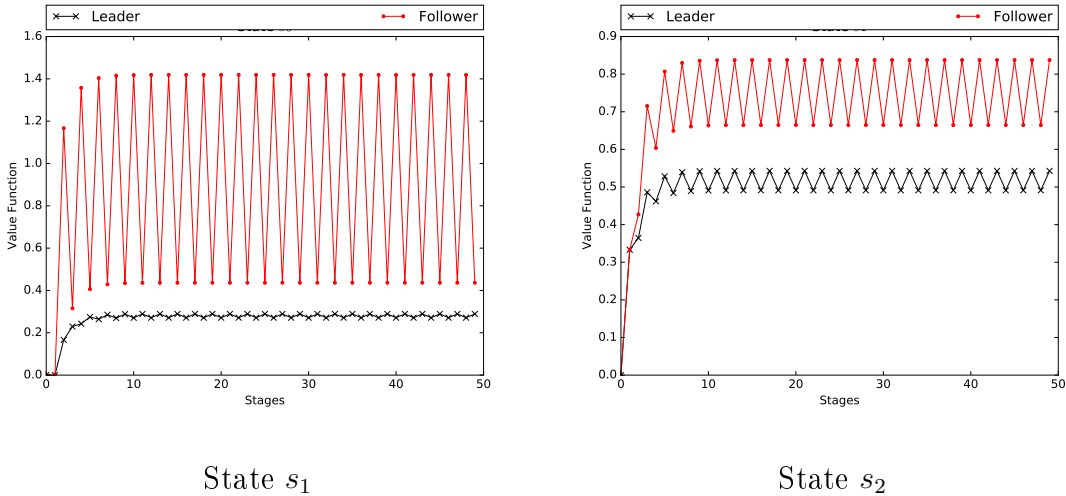 Leader Follower
1.6
1.4
1.2
1.0
0.8
0.6
0.4
0.2
0.0
Value Function
0 10 20 30 40 50
Stages
State s₁
Leader Follower
0.9
0.8
0.7
0.6
0.5
0.4
0.3
0.2
0.1
0.0
Value Function
0 10 20 30 40 50
Stages
State s₂